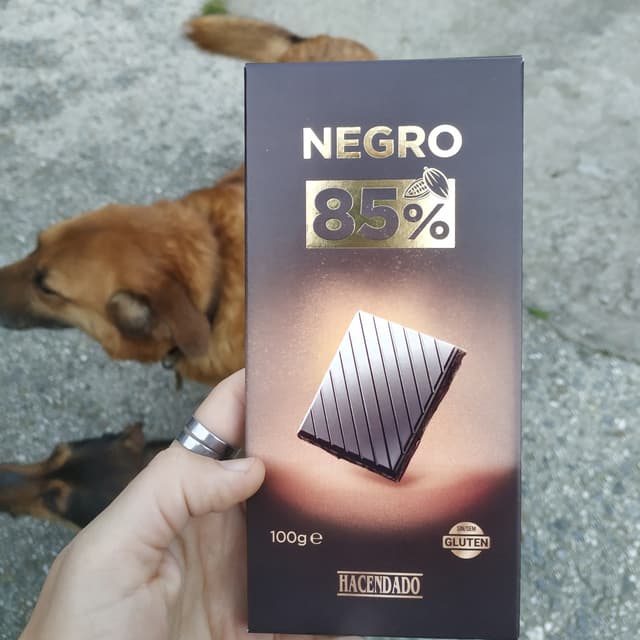 NEGRO
85%
100g ℮
SIN/SEM
GLUTEN
HACENDADO